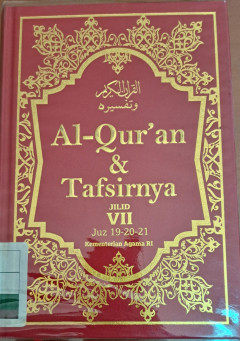 القرآن الكريم
وتفسيره
Al-Qur'an
&
Tafsirnya
JILID
VII
Juz 19-20-21
Kementerian Agama RI